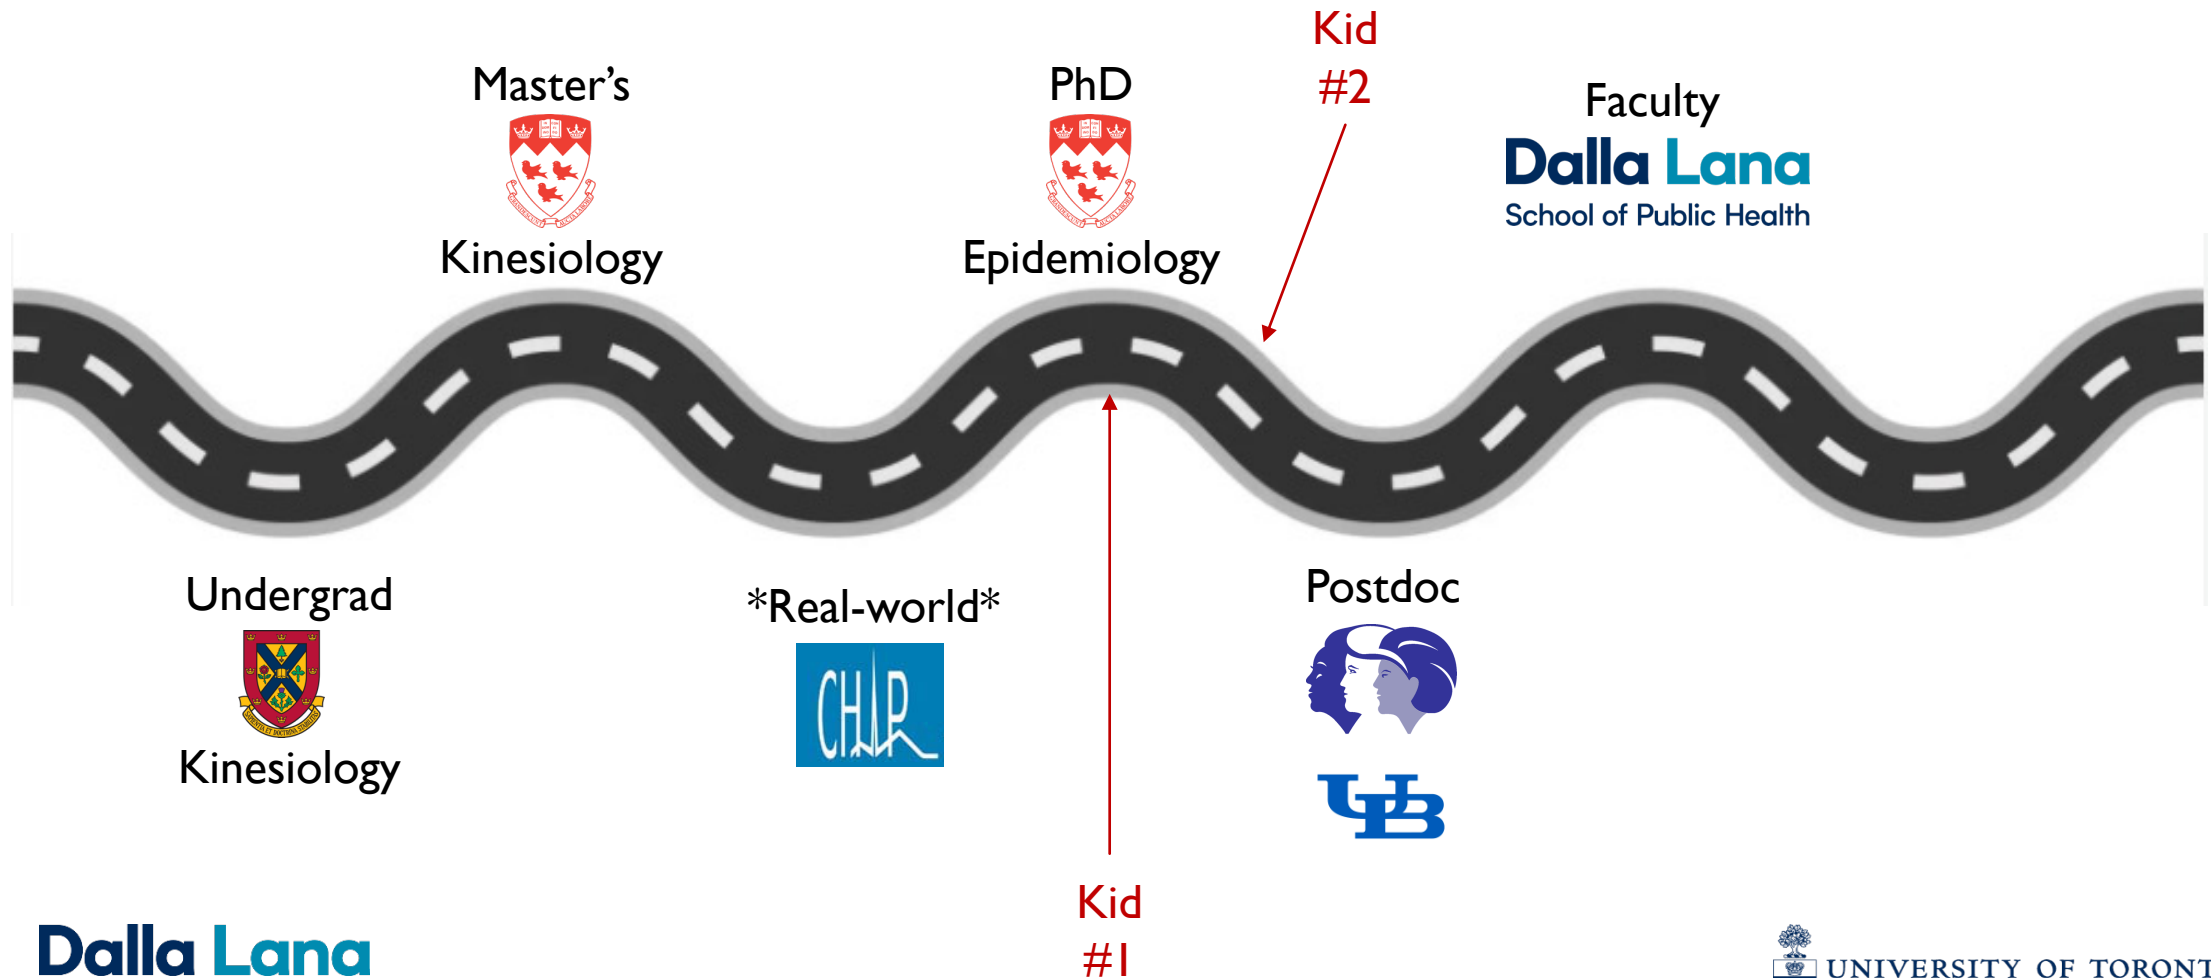 Kid
#2
Master's
Kinesiology
PhD
Epidemiology
Faculty
Dalla Lana
School of Public Health
Undergrad
Kinesiology
*Real-world*
CHAR
Postdoc
UB
Kid
#1
Dalla Lana
UNIVERSITY OF TORONT